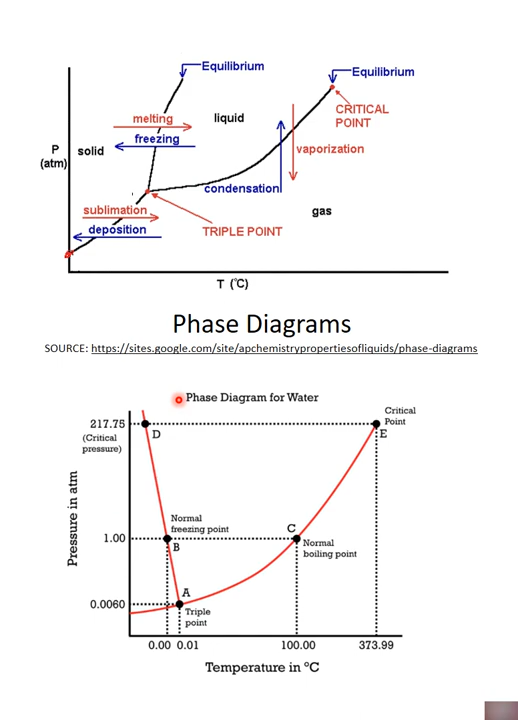 Equilibrium
Equilibrium
CRITICAL
POINT
melting
liquid
P
(atm)
solid
freezing
vaporization
condensation
sublimation
gas
deposition
TRIPLE POINT
T (°C)
Phase Diagrams
SOURCE: https://sites.google.com/site/apchemistrypropertiesofliquids/phase-diagrams
Phase Diagram for Water
Critical
Point
217.75
(Critical
pressure)
D
E
Normal
freezing point
C
1.00
B
Normal
boiling point
Pressure in atm
A
0.0060
Triple
point
0.00 0.01 100.00 373.99
Temperature in °C